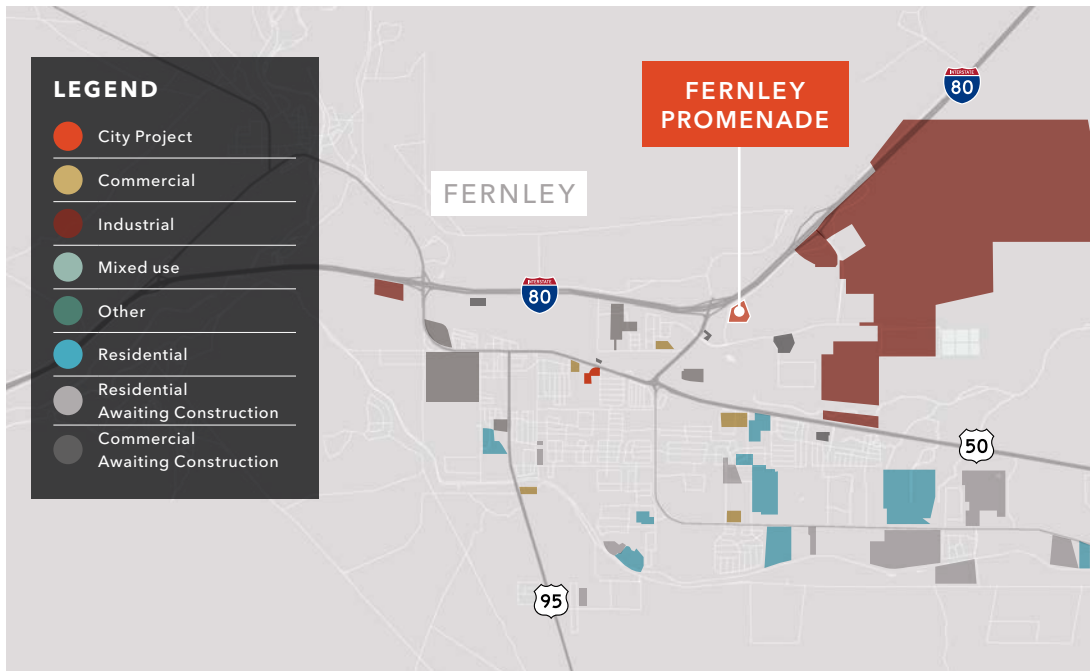 LEGEND
City Project
Commercial
Industrial
Mixed use
Other
Residential
Residential
Awaiting Construction
Commercial
Awaiting Construction
FERNLEY
FERNLEY
PROMENADE
INTERSTATE
80
INTERSTATE
80
50
95